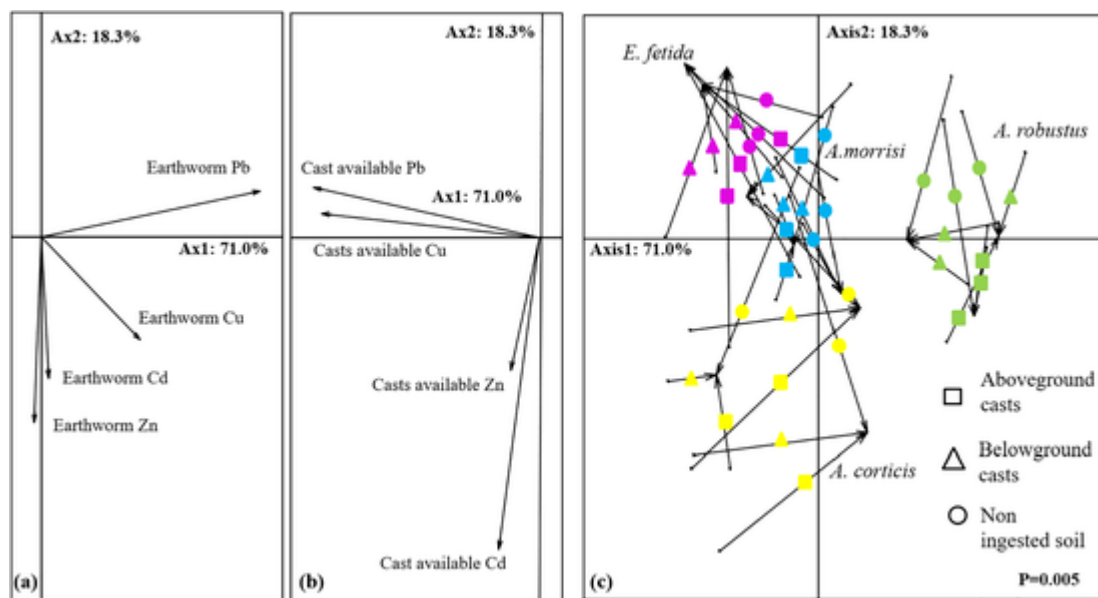 Ax2: 18.3%
Earthworm Pb
Ax1: 71.0%
Earthworm Cu
Earthworm Cd
Earthworm Zn
(a)
Ax2: 18.3%
Cast available Pb
Ax1: 71.0%
Casts available Cu
Casts available Zn
Cast available Cd
(b)
Axis2: 18.3%
E. fetida
A. robustus
A.morrisi
Axis1: 71.0%
Aboveground
casts
Belowground
casts
A. corticis
Non
ingested soil
(c)
P=0.005